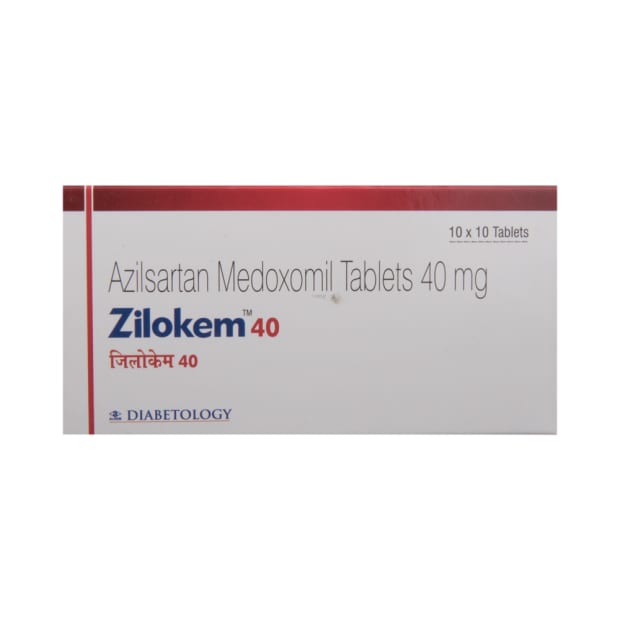 10 x 10 Tablets
Azilsartan Medoxomil Tablets 40 mg
Zilokem™ 40
जिलोकेम 40
DIABETOLOGY